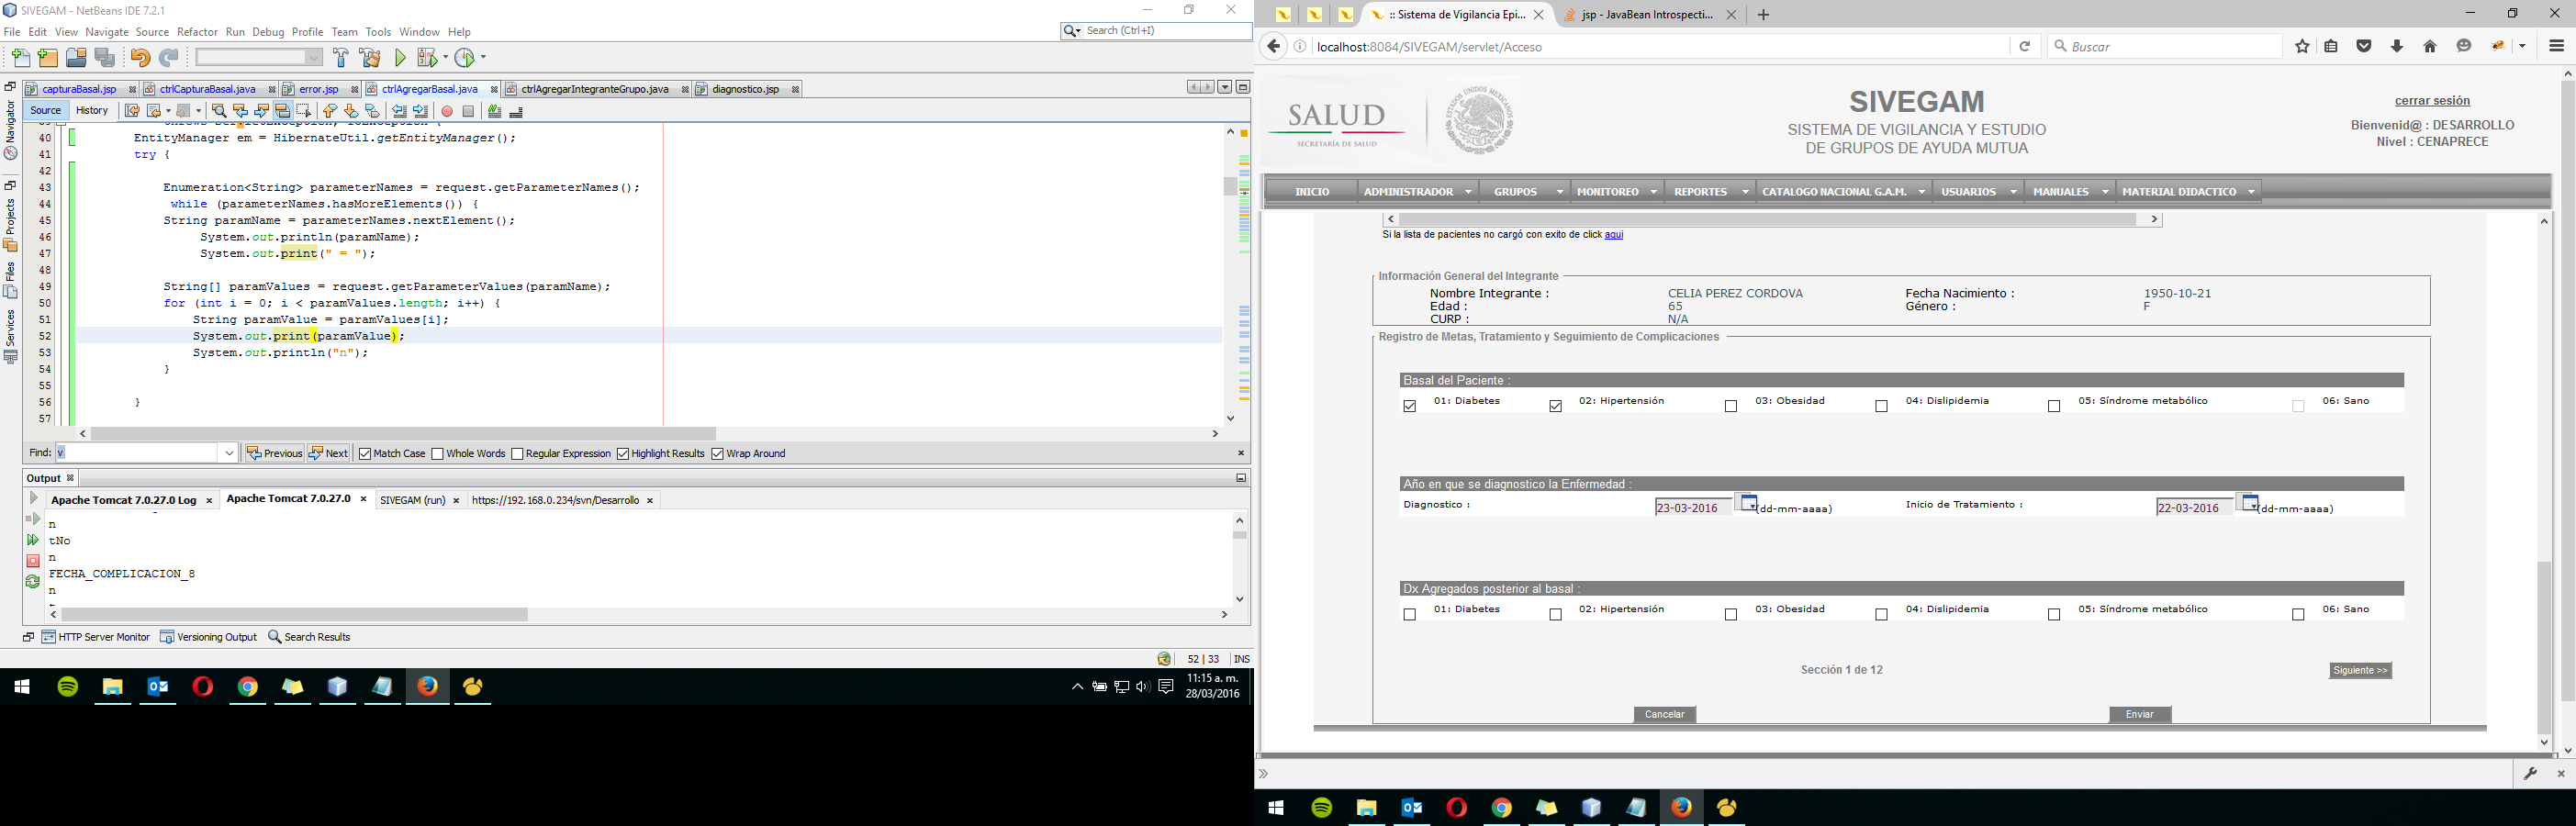 SIVEGAM - NetBeans IDE 7.2.1
File Edit View Navigate Source Refactor Run Debug Profile Team Tools Window Help
Search (Ctrl+I)
capturaBasal.jsp ctrlCapturaBasal.java error.jsp ctrlAgregarBasal.java ctrlAgregarIntegranteGrupo.java diagnostico.jsp
Source History
Navigator
Projects
Files
Services
40 EntityManager em = HibernateUtil.getEntityManager();
41 try {
42
43 Enumeration<String> parameterNames = request.getParameterNames();
44 while (parameterNames.hasMoreElements()) {
45 String paramName = parameterNames.nextElement();
46 System.out.println(paramName);
47 System.out.print(" = ");
48
49 String[] paramValues = request.getParameterValues(paramName);
50 for (int i = 0; i < paramValues.length; i++) {
51 String paramValue = paramValues[i];
52 System.out.print(paramValue);
53 System.out.println("n");
54 }
55
56 }
57
Find: v Previous Next Match Case Whole Words Regular Expression Highlight Results Wrap Around
Output
Apache Tomcat 7.0.27.0 Log Apache Tomcat 7.0.27.0 SIVEGAM (run) https://192.168.0.234/svn/Desarrollo
n
tNo
n
FECHA_COMPLICACION_8
n
HTTP Server Monitor Versioning Output Search Results
52 | 33 INS
11:15 a. m.
28/03/2016
:: Sistema de Vigilancia Epi... jsp - JavaBean Introspecti...
localhost:8084/SIVEGAM/servlet/Acceso
Buscar
SALUD
SECRETARÍA DE SALUD
ESTADOS UNIDOS MEXICANOS
SIVEGAM
SISTEMA DE VIGILANCIA Y ESTUDIO
DE GRUPOS DE AYUDA MUTUA
cerrar sesión
Bienvenid@ : DESARROLLO
Nivel : CENAPRECE
INICIO ADMINISTRADOR GRUPOS MONITOREO REPORTES CATALOGO NACIONAL G.A.M. USUARIOS MANUALES MATERIAL DIDACTICO
Si la lista de pacientes no cargó con exito de click aqui
Información General del Integrante
Nombre Integrante : CELIA PEREZ CORDOVA Fecha Nacimiento : 1950-10-21
Edad : 65 Género : F
CURP : N/A
Registro de Metas, Tratamiento y Seguimiento de Complicaciones
Basal del Paciente :
01: Diabetes 02: Hipertensión 03: Obesidad 04: Dislipidemia 05: Síndrome metabólico 06: Sano
Año en que se diagnostico la Enfermedad :
Diagnostico : 23-03-2016 (dd-mm-aaaa) Inicio de Tratamiento : 22-03-2016 (dd-mm-aaaa)
Dx Agregados posterior al basal :
01: Diabetes 02: Hipertensión 03: Obesidad 04: Dislipidemia 05: Síndrome metabólico 06: Sano
Sección 1 de 12
Siguiente >>
Cancelar Enviar